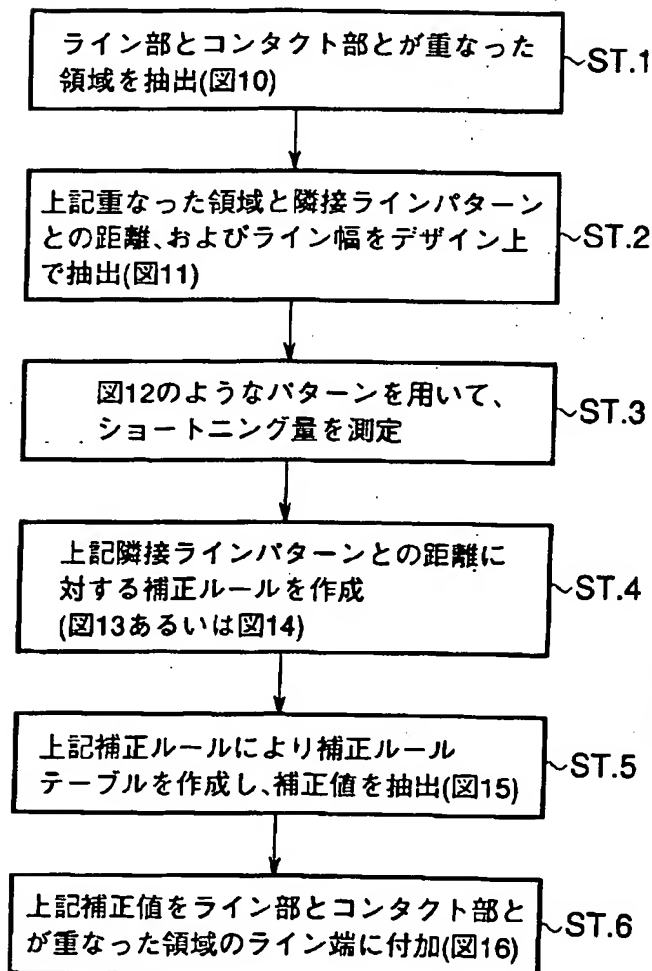 ライン部とコンタクト部とが重なった
領域を抽出(図10)
ST.1
上記重なった領域と隣接ラインパターン
との距離、およびライン幅をデザイン上
で抽出(図11)
ST.2
図12のようなパターンを用いて、
ショートニング量を測定
ST.3
上記隣接ラインパターンとの距離に
対する補正ルールを作成
(図13あるいは図14)
ST.4
上記補正ルールにより補正ルール
テーブルを作成し、補正値を抽出(図15)
ST.5
上記補正値をライン部とコンタクト部と
が重なった領域のライン端に付加(図16)
ST.6